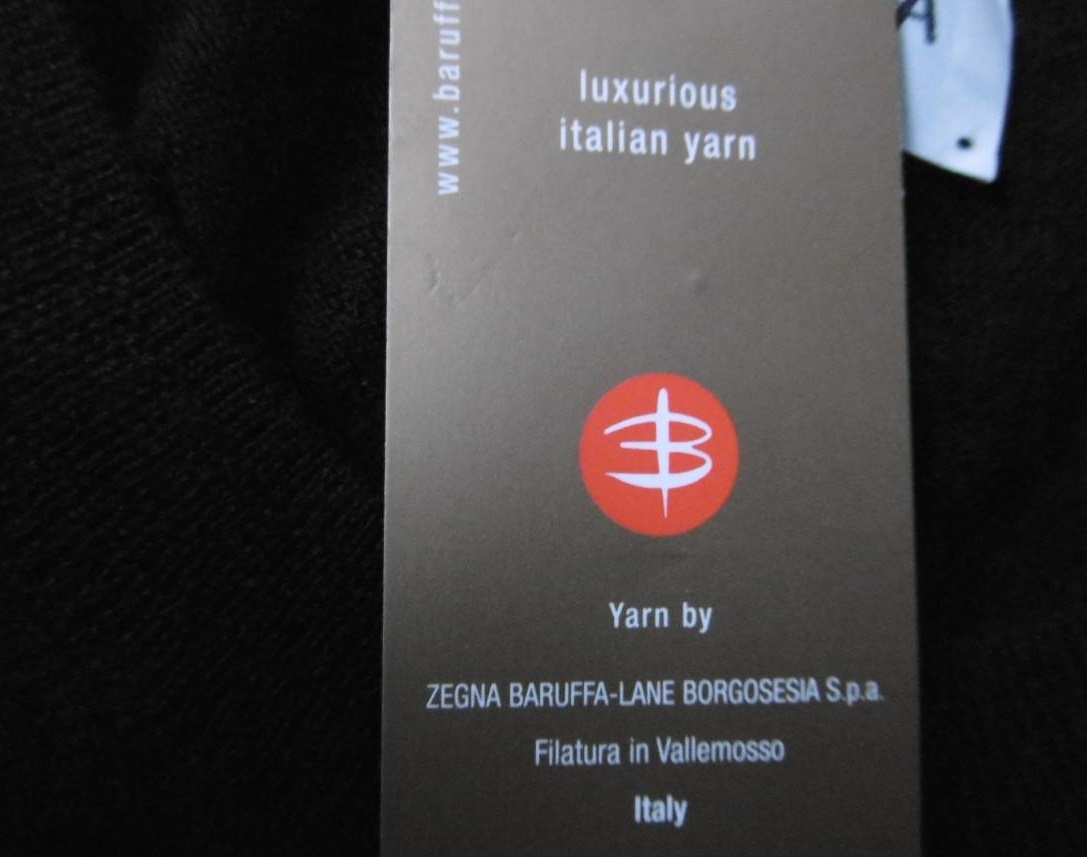 www.baruff
luxurious
italian yarn
Yarn by
ZEGNA BARUFFA-LANE BORGOSESIA S.p.a.
Filatura in Vallemosso
Italy